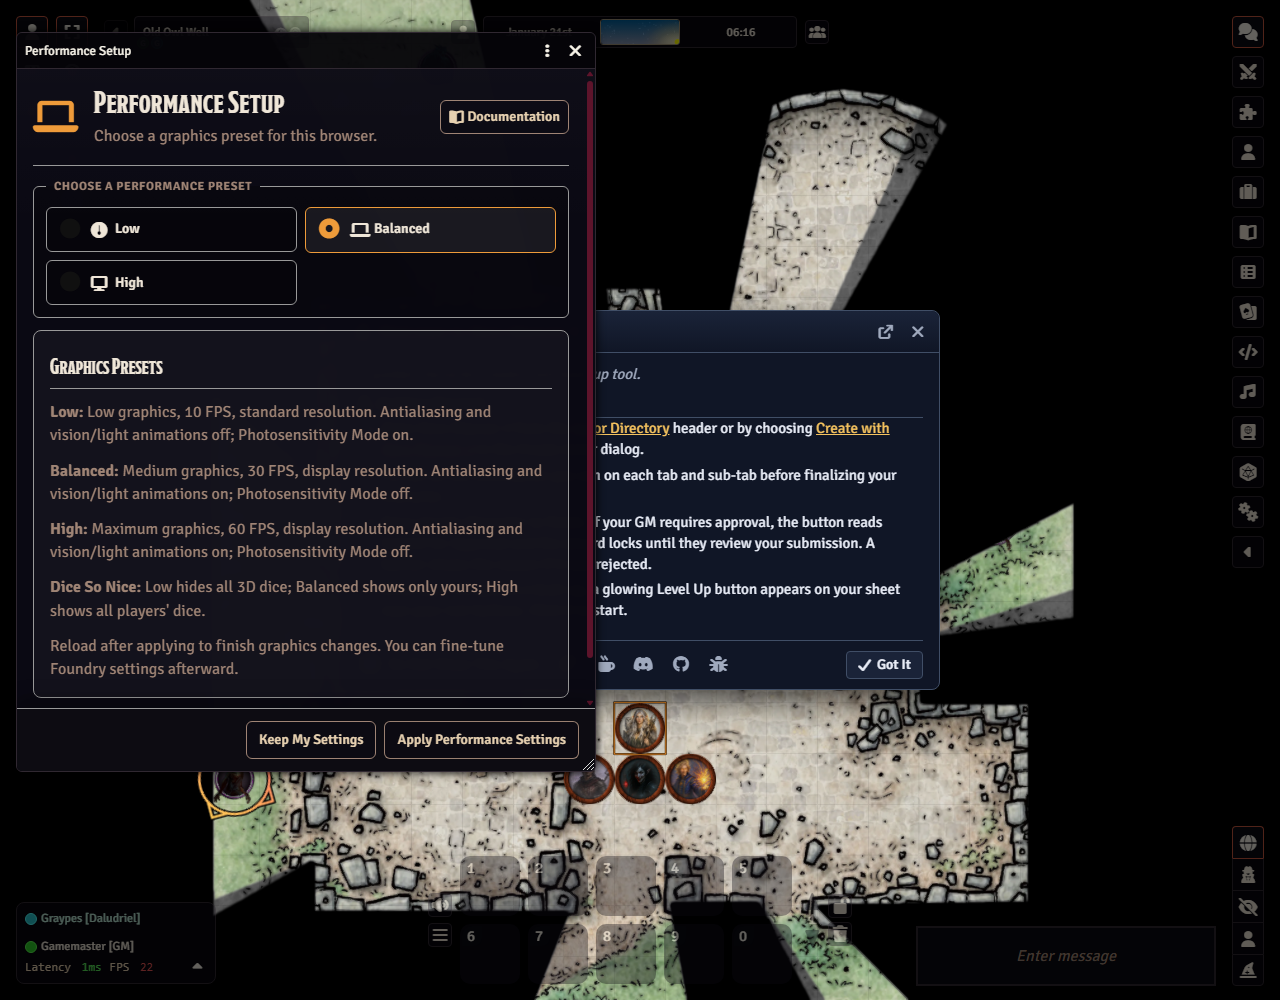 Old Owl Well
January 21st
06:16
Performance Setup
Performance Setup
Choose a graphics preset for this browser.
Documentation
CHOOSE A PERFORMANCE PRESET
Low
Balanced
High
Graphics Presets
Low: Low graphics, 10 FPS, standard resolution. Antialiasing and
vision/light animations off; Photosensitivity Mode on.
Balanced: Medium graphics, 30 FPS, display resolution. Antialiasing and
vision/light animations on; Photosensitivity Mode off.
High: Maximum graphics, 60 FPS, display resolution. Antialiasing and
vision/light animations on; Photosensitivity Mode off.
Dice So Nice: Low hides all 3D dice; Balanced shows only yours; High
shows all players' dice.
Reload after applying to finish graphics changes. You can fine-tune
Foundry settings afterward.
Keep My Settings
Apply Performance Settings
up tool.
or Directory header or by choosing Create with
dialog.
on each tab and sub-tab before finalizing your
f your GM requires approval, the button reads
rd locks until they review your submission. A
rejected.
glowing Level Up button appears on your sheet
start.
Got It
1
2
3
4
5
6
7
8
9
0
Graypes [Daludriel]
Gamemaster [GM]
Latency 1ms FPS 22
Enter message